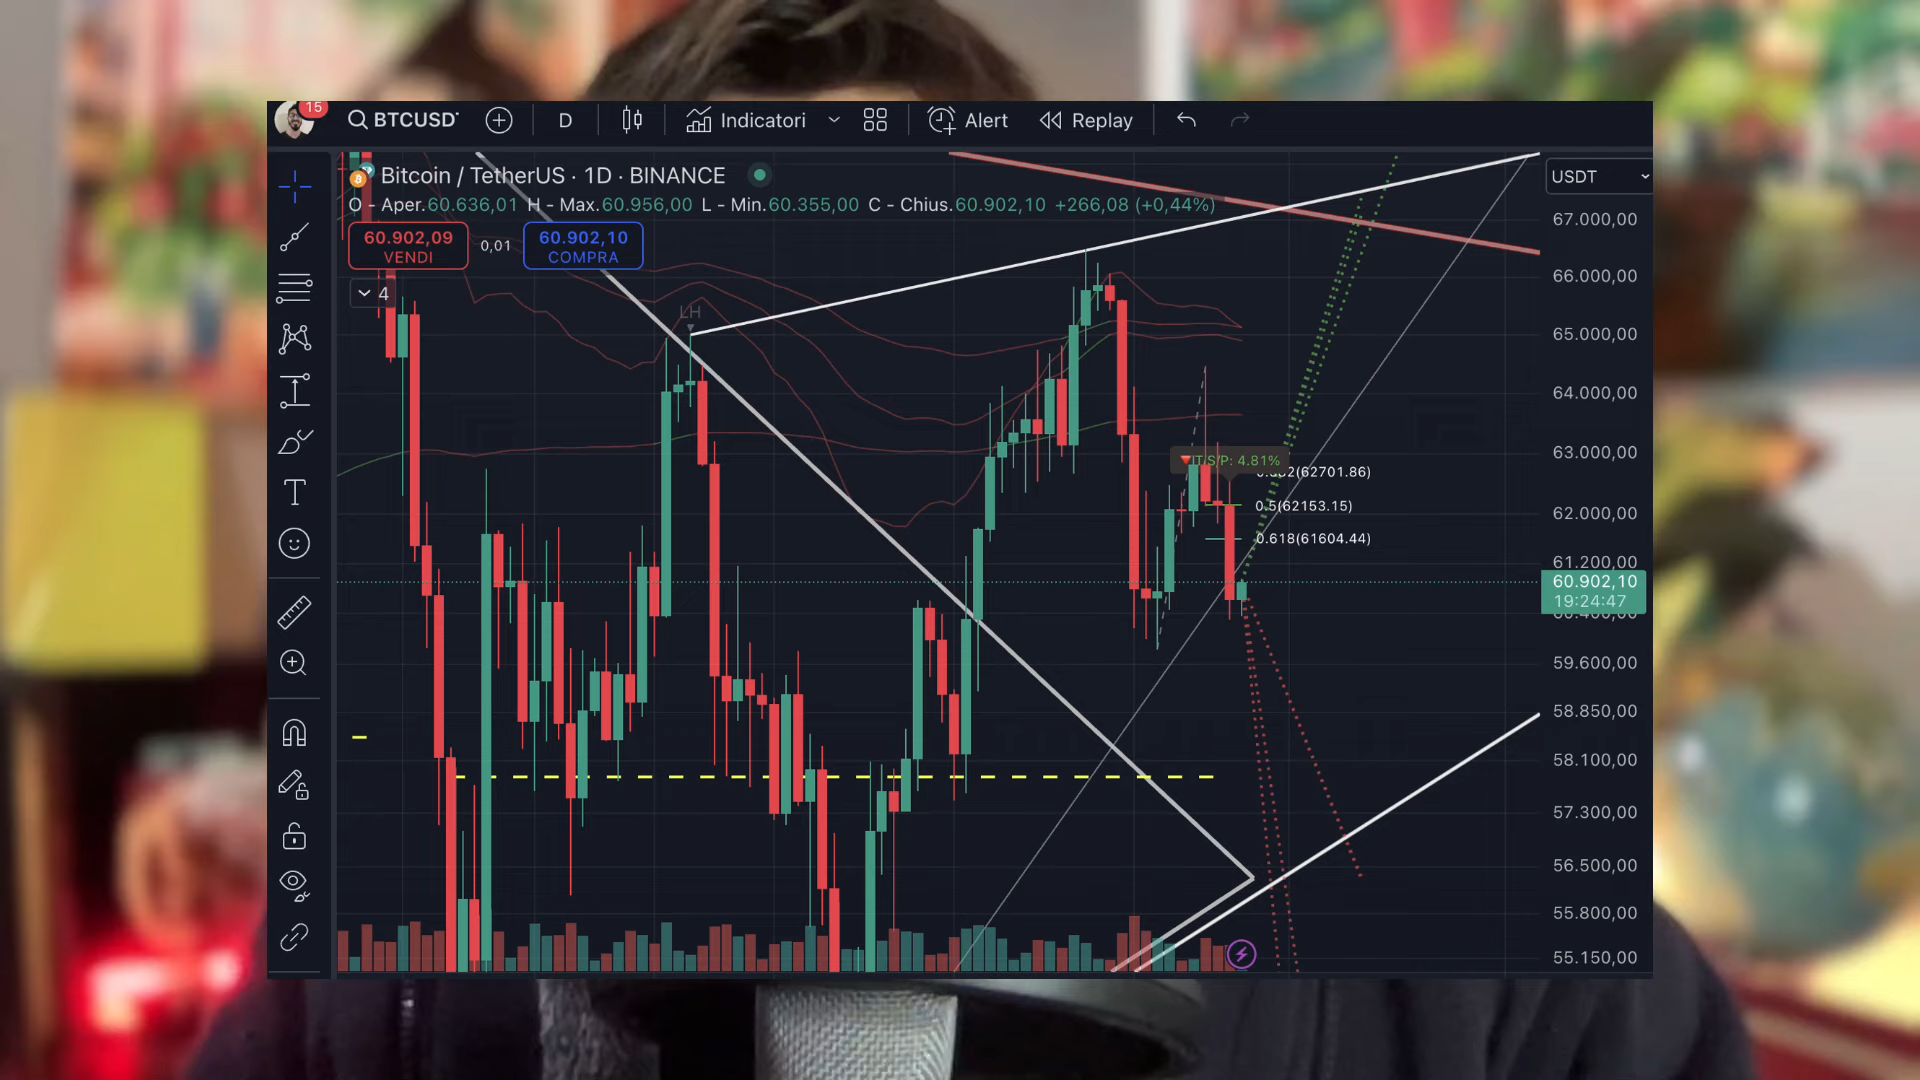 15
BTCUSD
D
Indicatori
Alert
Replay
Bitcoin / TetherUS · 1D · BINANCE
O - Aper.60.636,01 H - Max.60.956,00 L - Min.60.355,00 C - Chius.60.902,10 +266,08 (+0,44%)
60.902,09
VENDI
0,01
60.902,10
COMPRA
4
LH
USDT
67.000,00
66.000,00
65.000,00
64.000,00
63.000,00
62.000,00
61.200,00
60.902,10
19:24:47
59.600,00
58.850,00
58.100,00
57.300,00
56.500,00
55.800,00
55.150,00
4.81%
0.5(62153.15)
0.618(61604.44)